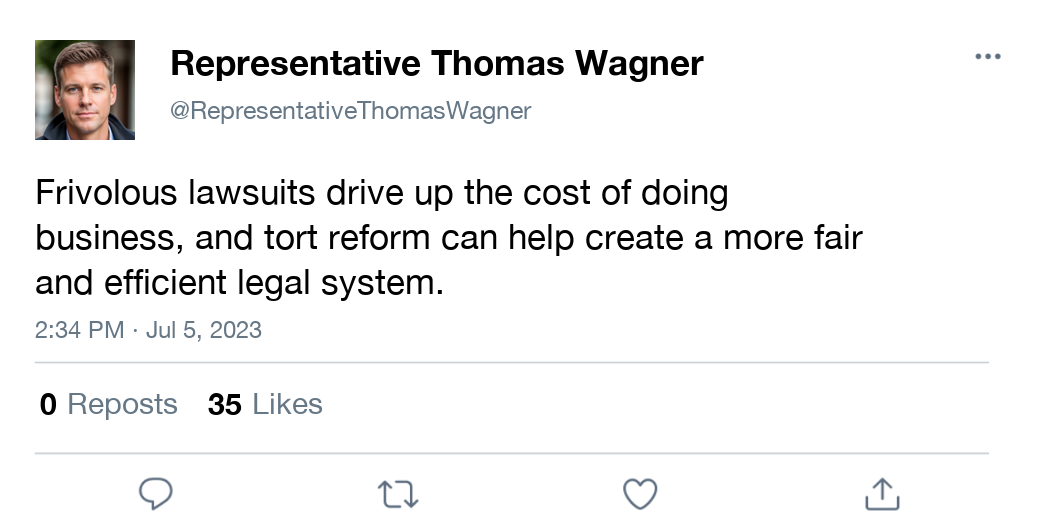 Representative Thomas Wagner
@RepresentativeThomasWagner
Frivolous lawsuits drive up the cost of doing
business, and tort reform can help create a more fair
and efficient legal system.
2:34 PM · Jul 5, 2023
0 Reposts 35 Likes